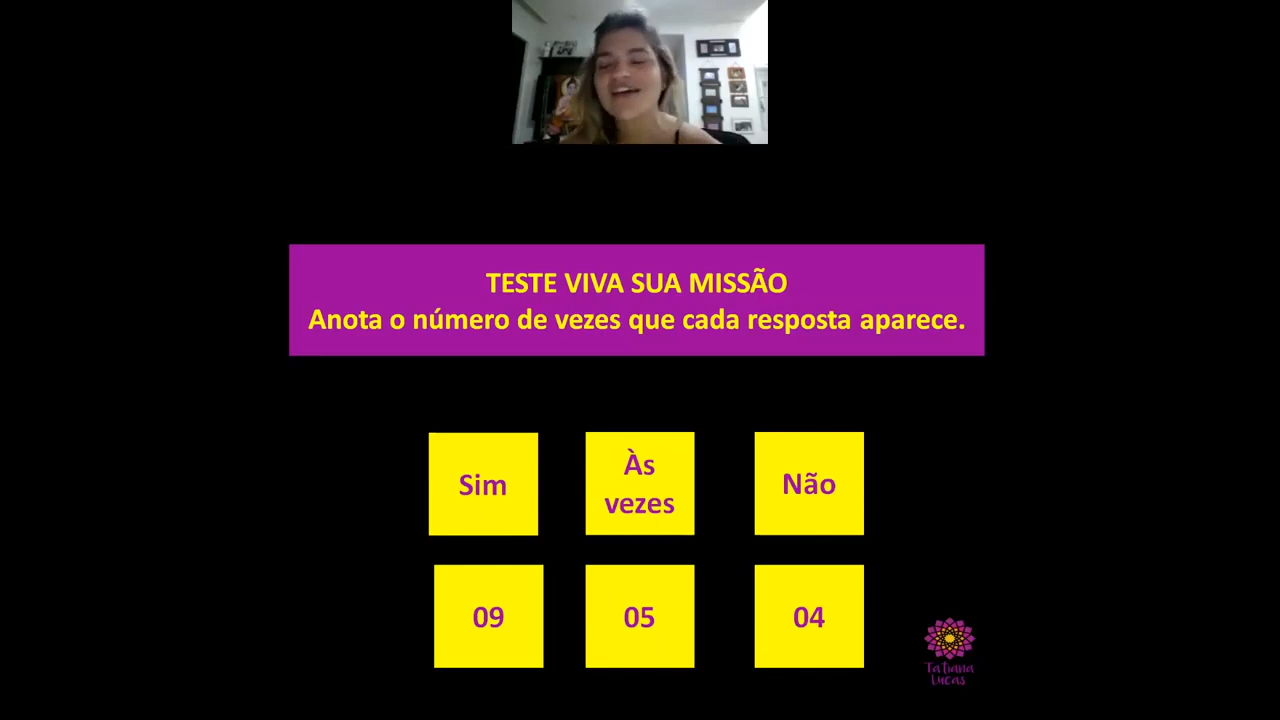 TESTE VIVA SUA MISSÃO
Anota o número de vezes que cada resposta aparece.
Sim
Às
vezes
Não
09
05
04
Tatiana
Lucas